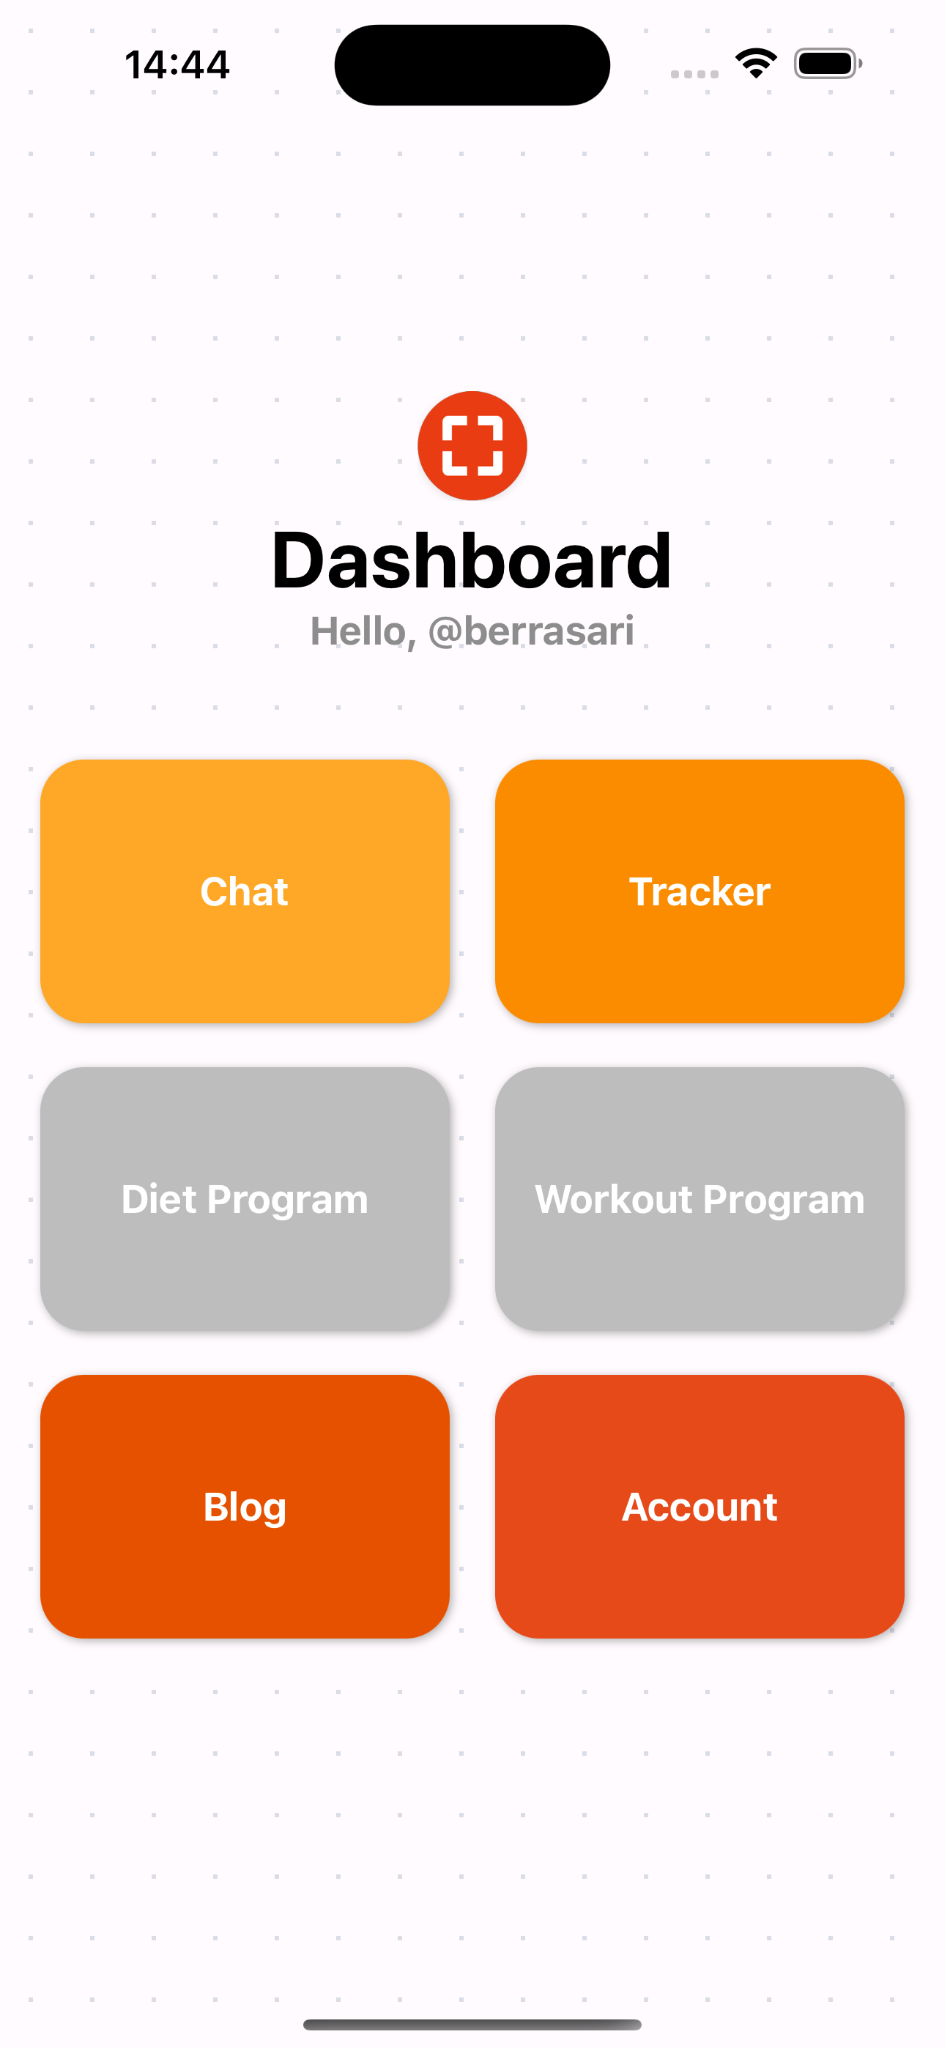 14:44
Dashboard
Hello, @berrasari
Chat
Tracker
Diet Program
Workout Program
Blog
Account